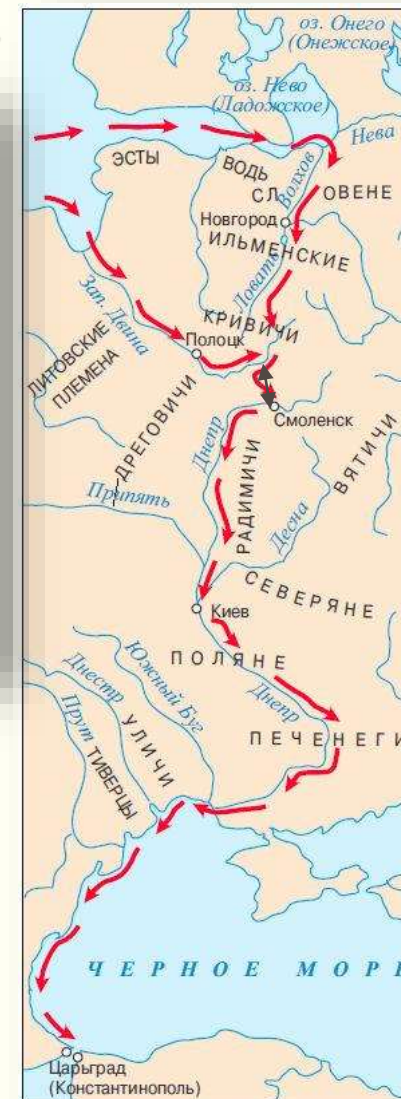 оз. Онего
(Онежское)
оз. Нево
(Ладожское)
Нева
ЭСТЫ
ВОДЬ
Волхов
СЛОВЕНЕ
Новгород
ИЛЬМЕНСКИЕ
Ловать
Зап. Двина
КРИВИЧИ
Полоцк
ЛИТОВСКИЕ
ПЛЕМЕНА
ДРЕГОВИЧИ
Смоленск
Днепр
РАДИМИЧИ
ВЯТИЧИ
Припять
Десна
СЕВЕРЯНЕ
Киев
ПОЛЯНЕ
Южный Буг
Днестр
Днепр
Прут
УЛИЧИ
ПЕЧЕНЕГИ
ТИВЕРЦЫ
ЧЕРНОЕ МОРЕ
Царьград
(Константинополь)